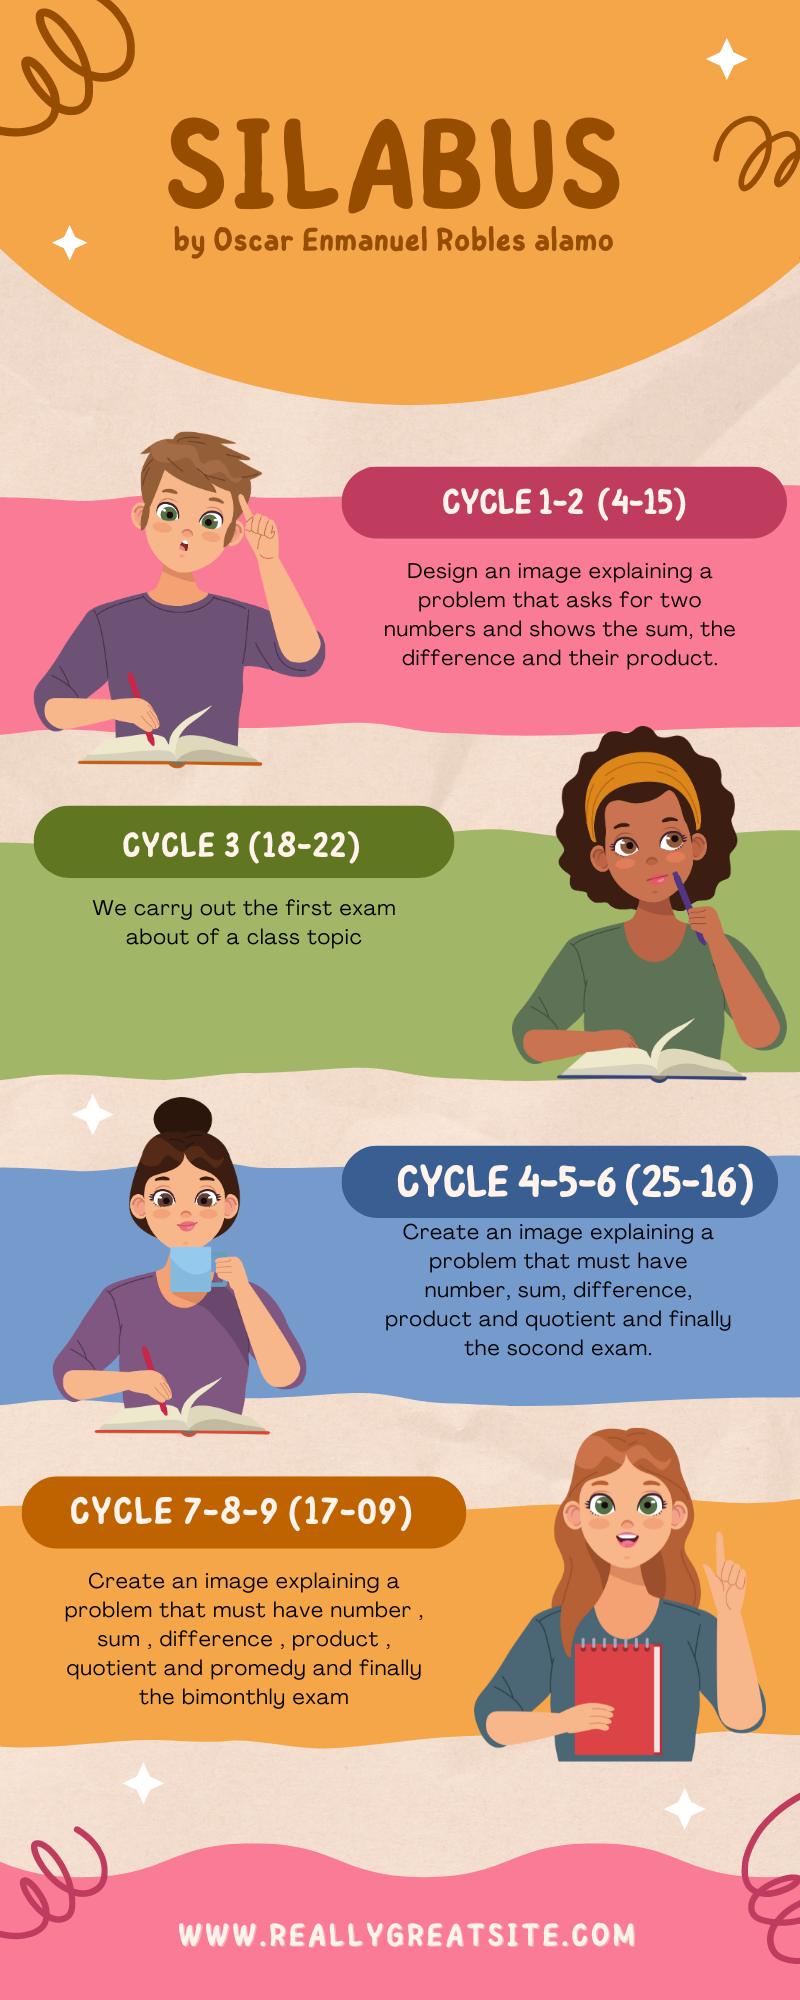 SILABUS
by Oscar Enmanuel Robles alamo
CYCLE 1-2 (4-15)
Design an image explaining a
problem that asks for two
numbers and shows the sum, the
difference and their product.
CYCLE 3 (18-22)
We carry out the first exam
about of a class topic
CYCLE 4-5-6 (25-16)
Create an image explaining a
problem that must have
number, sum, difference,
product and quotient and finally
the socond exam.
CYCLE 7-8-9 (17-09)
Create an image explaining a
problem that must have number ,
sum , difference , product ,
quotient and promedy and finally
the bimonthly exam
WWW.REALLYGREATSITE.COM